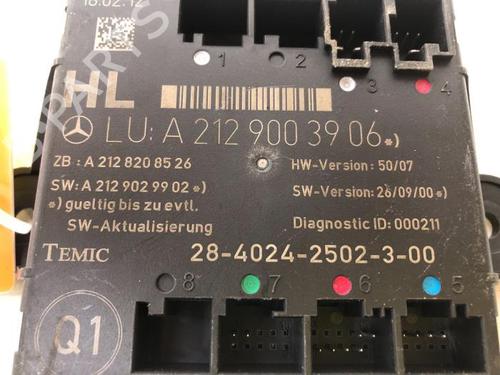 16.02.12
1
2
3
4
HL
LU: A 212 900 39 06 *)
ZB : A 212 820 85 26
HW-Version: 50/07
SW: A 212 902 99 02 *)
SW-Version: 26/09/00 *)
*) gueltig bis zu evtl.
SW-Aktualisierung
Diagnostic ID: 000211
TEMIC
28-4024-2502-3-00
8
7
6
5
Q1